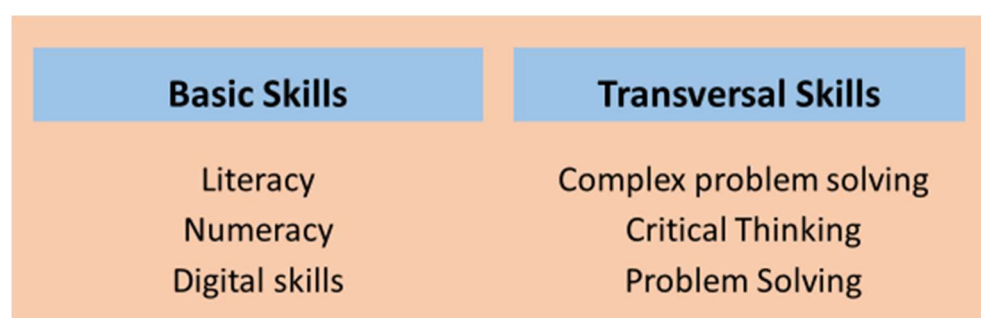 Basic Skills
Literacy
Numeracy
Digital skills
Transversal Skills
Complex problem solving
Critical Thinking
Problem Solving